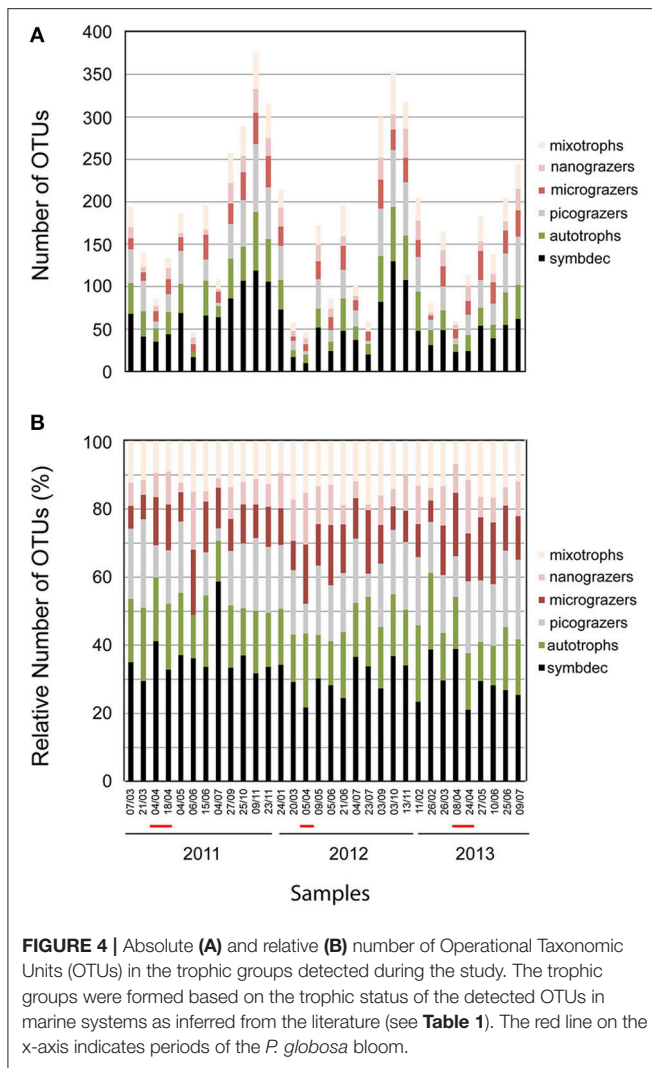 A
400
350
300
250
200
150
100
50
0
Number of OTUs
mixotrophs
nanograzers
micrograzers
picograzers
autotrophs
symbdec
B
100
80
60
40
20
0
Relative Number of OTUs (%)
mixotrophs
nanograzers
micrograzers
picograzers
autotrophs
symbdec
07/03
21/03
04/04
18/04
04/05
06/06
15/06
04/07
27/09
25/10
09/11
23/11
24/01
20/03
05/04
09/05
05/06
21/06
04/07
23/07
03/09
03/10
13/11
11/02
26/02
28/03
08/04
24/04
27/05
10/06
25/06
09/07
2011
2012
2013
Samples
FIGURE 4 | Absolute (A) and relative (B) number of Operational Taxonomic
Units (OTUs) in the trophic groups detected during the study. The trophic
groups were formed based on the trophic status of the detected OTUs in
marine systems as inferred from the literature (see Table 1). The red line on the
x-axis indicates periods of the P. globosa bloom.